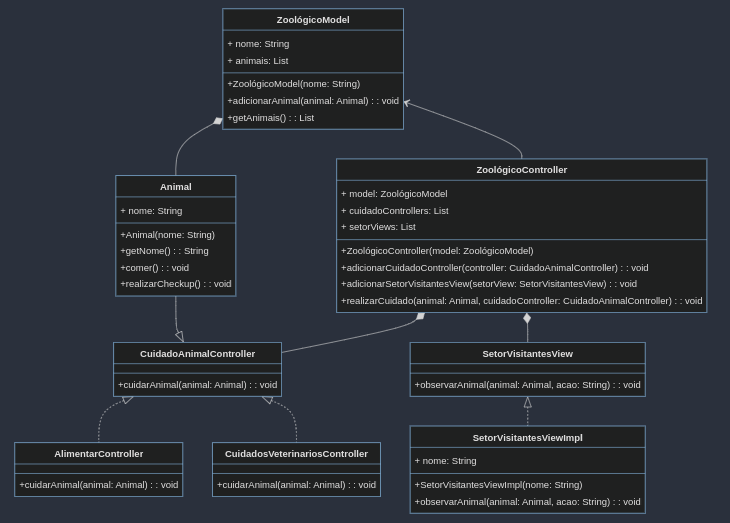 ZoológicoModel
+ nome: String
+ animais: List
+ZoológicoModel(nome: String)
+adicionarAnimal(animal: Animal) : : void
+getAnimais() : : List
Animal
+ nome: String
+Animal(nome: String)
+getNome() : : String
+comer() : : void
+realizarCheckup() : : void
ZoológicoController
+ model: ZoológicoModel
+ cuidadoControllers: List
+ setorViews: List
+ZoológicoController(model: ZoológicoModel)
+adicionarCuidadoController(controller: CuidadoAnimalController) : : void
+adicionarSetorVisitantesView(setorView: SetorVisitantesView) : : void
+realizarCuidado(animal: Animal, cuidadoController: CuidadoAnimalController) : : void
CuidadoAnimalController
+cuidarAnimal(animal: Animal) : : void
SetorVisitantesView
+observarAnimal(animal: Animal, acao: String) : : void
AlimentarController
+cuidarAnimal(animal: Animal) : : void
CuidadosVeterinariosController
+cuidarAnimal(animal: Animal) : : void
SetorVisitantesViewImpl
+ nome: String
+SetorVisitantesViewImpl(nome: String)
+observarAnimal(animal: Animal, acao: String) : : void